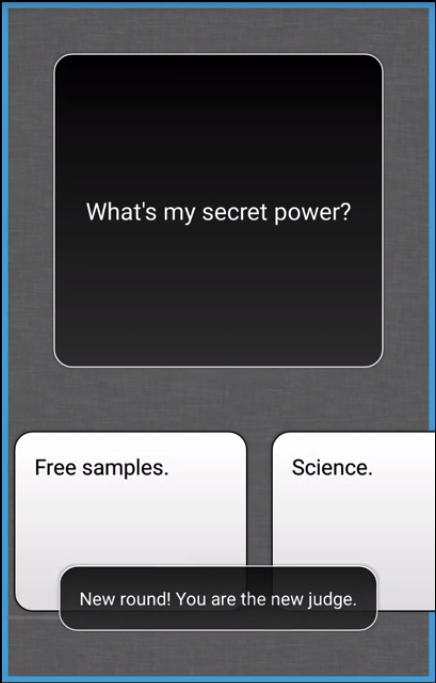 What's my secret power?
Free samples.
Science.
New round! You are the new judge.